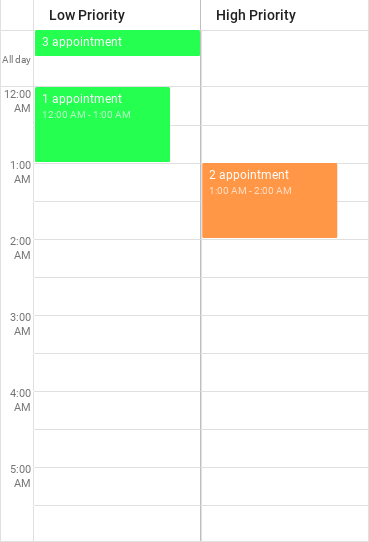 Low Priority
High Priority
All day
3 appointment
12:00
AM
1 appointment
12:00 AM - 1:00 AM
1:00
AM
2 appointment
1:00 AM - 2:00 AM
2:00
AM
3:00
AM
4:00
AM
5:00
AM